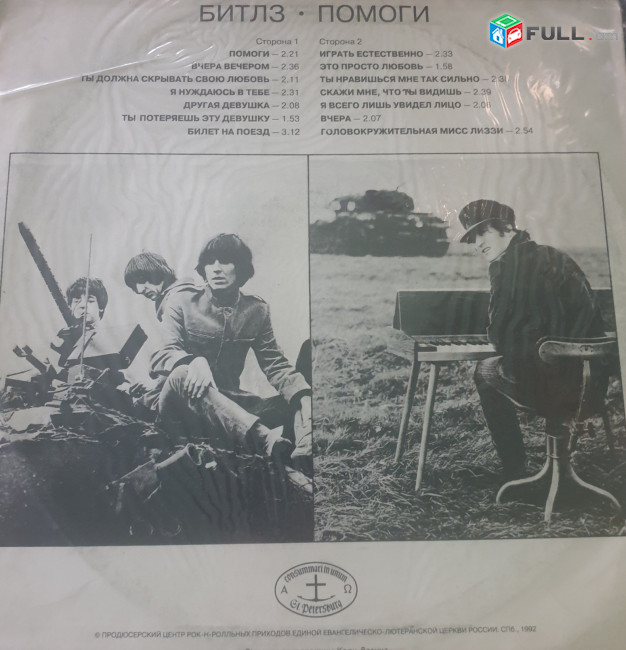 БИТЛЗ • ПОМОГИ
FULL.
Сторона 1
ПОМОГИ — 2.21
ВЧЕРА ВЕЧЕРОМ — 2.36
ТЫ ДОЛЖНА СКРЫВАТЬ СВОЮ ЛЮБОВЬ — 2.11
Я НУЖДАЮСЬ В ТЕБЕ — 2.31
ДРУГАЯ ДЕВУШКА — 2.08
ТЫ ПОТЕРЯЕШЬ ЭТУ ДЕВУШКУ — 1.53
БИЛЕТ НА ПОЕЗД — 3.12
Сторона 2
ИГРАТЬ ЕСТЕСТВЕННО — 2.33
ЭТО ПРОСТО ЛЮБОВЬ — 1.58
ТЫ НРАВИШЬСЯ МНЕ ТАК СИЛЬНО —
СКАЖИ МНЕ, ЧТО ТЫ ВИДИШЬ — 2.39
Я ВСЕГО ЛИШЬ УВИДЕЛ ЛИЦО —
ВЧЕРА — 2.07
ГОЛОВОКРУЖИТЕЛЬНАЯ МИСС ЛИЗЗИ — 2.54
consummari in unum
Α Ω
St. Petersburg
© ПРОДЮСЕРСКИЙ ЦЕНТР РОК-Н-РОЛЛЬНЫХ ПРИХОДОВ ЕДИНОЙ ЕВАНГЕЛИЧЕСКО-ЛЮТЕРАНСКОЙ ЦЕРКВИ РОССИИ. СПб., 1992